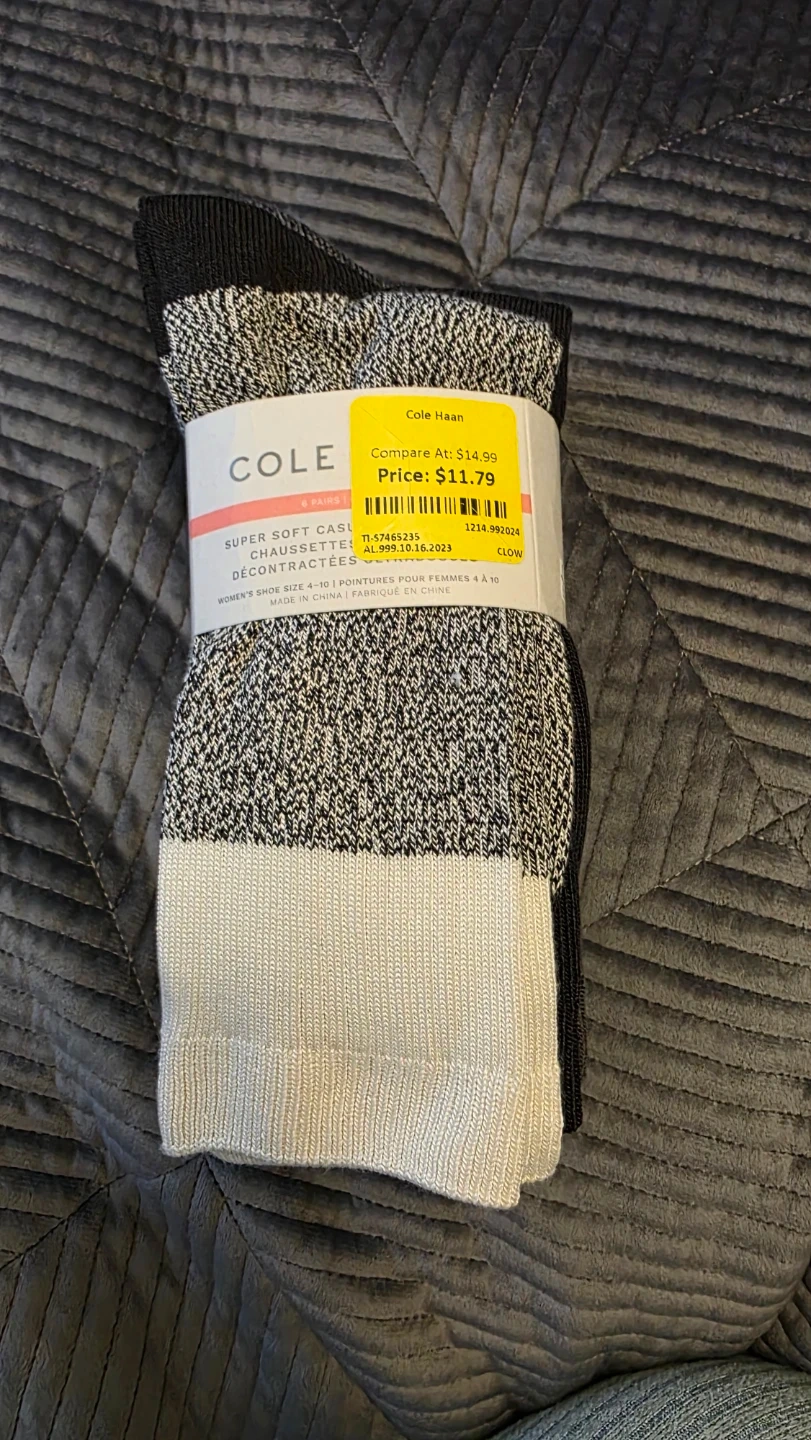 Cole Haan
Compare At: $14.99
Price: $11.79
1214.992024
TI-S7465235
AL.999.10.16.2023
CLOW
COLE
6 PAIRS |
SUPER SOFT
CHAUSSETTES
DÉCONTRACTÉES
WOMEN'S SHOE SIZE 4-10 | POINTURES POUR FEMMES 4 À 10
MADE IN CHINA | FABRIQUÉ EN CHINE